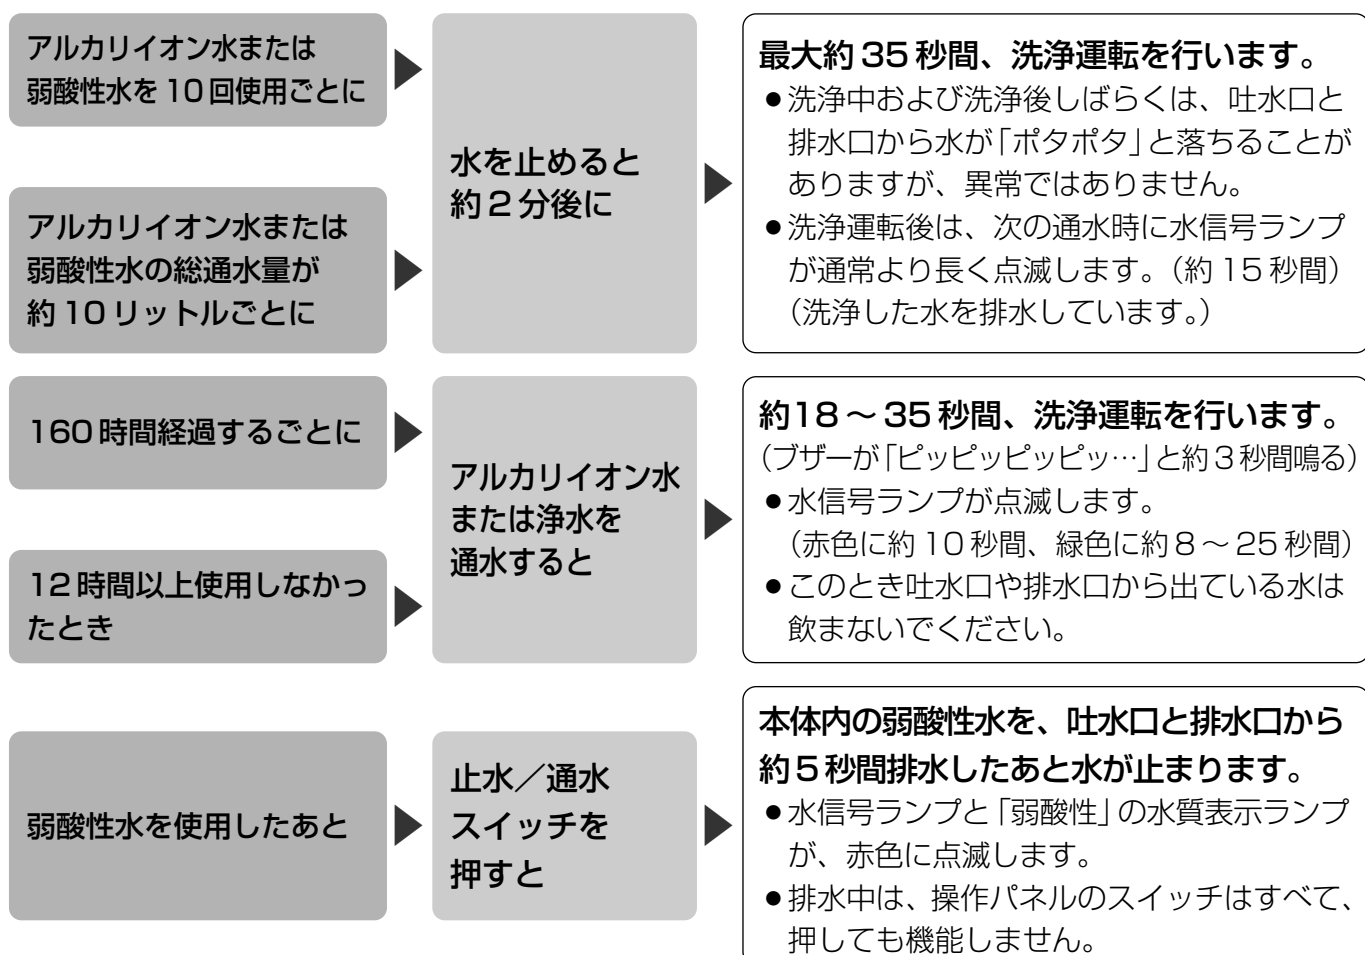 アルカリイオン水または
弱酸性水を10回使用ごとに
アルカリイオン水または
弱酸性水の総通水量が
約10リットルごとに
水を止めると
約2分後に
最大約35秒間、洗浄運転を行います。
●洗浄中および洗浄後しばらくは、吐水口と
排水口から水が「ポタポタ」と落ちることが
ありますが、異常ではありません。
●洗浄運転後は、次の通水時に水信号ランプ
が通常より長く点滅します。（約15秒間）
（洗浄した水を排水しています。）
160時間経過するごとに
12時間以上使用しなかっ
たとき
アルカリイオン水
または浄水を
通水すると
約18～35秒間、洗浄運転を行います。
（ブザーが「ピッピッピッピッ…」と約3秒間鳴る）
●水信号ランプが点滅します。
（赤色に約10秒間、緑色に約8～25秒間）
●このとき吐水口や排水口から出ている水は
飲まないでください。
弱酸性水を使用したあと
止水／通水
スイッチを
押すと
本体内の弱酸性水を、吐水口と排水口から
約5秒間排水したあと水が止まります。
●水信号ランプと「弱酸性」の水質表示ランプ
が、赤色に点滅します。
●排水中は、操作パネルのスイッチはすべて、
押しても機能しません。